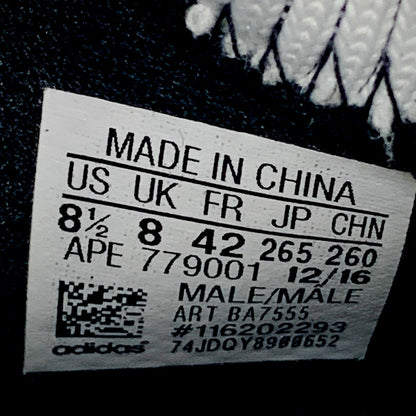 MADE IN CHINA
US UK FR JP CHN
8½ 8 42 265 260
APE 779001 12/16
MALE/MÂLE
ART BA7555
#116202293
adidas 74JDQY8900652